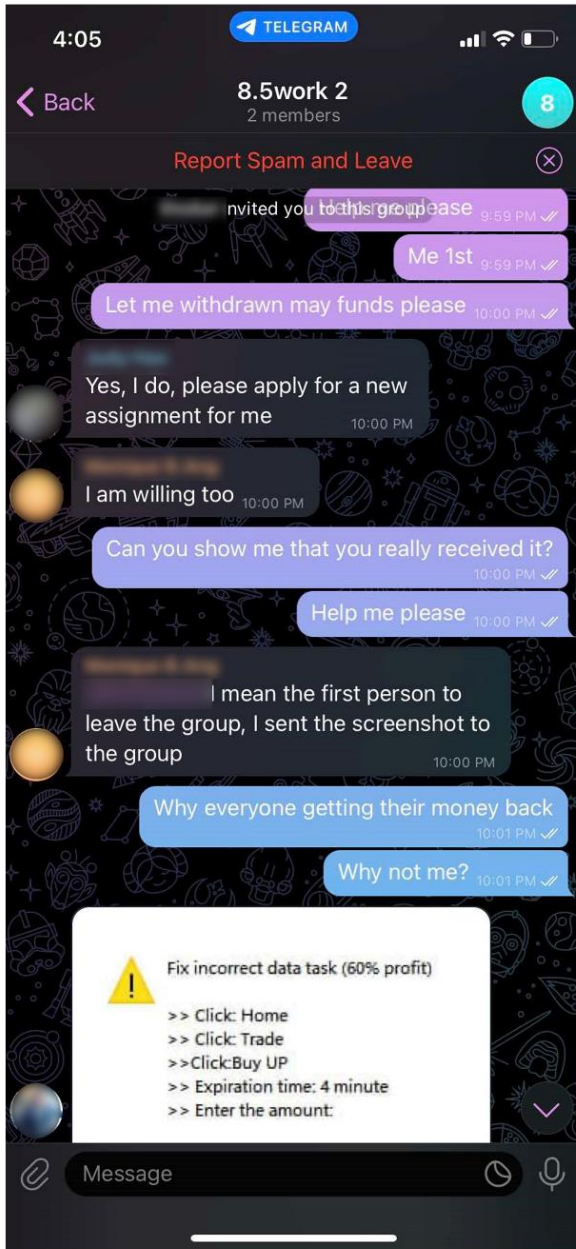 4:05
TELEGRAM
Back
8.5work 2
2 members
8
Report Spam and Leave
nvited you to this group
Help me please 9:59 PM
Me 1st 9:59 PM
Let me withdrawn may funds please 10:00 PM
Yes, I do, please apply for a new
assignment for me 10:00 PM
I am willing too 10:00 PM
Can you show me that you really received it?
10:00 PM
Help me please 10:00 PM
I mean the first person to
leave the group, I sent the screenshot to
the group 10:00 PM
Why everyone getting their money back
10:01 PM
Why not me? 10:01 PM
Fix incorrect data task (60% profit)
>> Click: Home
>> Click: Trade
>>Click:Buy UP
>> Expiration time: 4 minute
>> Enter the amount:
Message